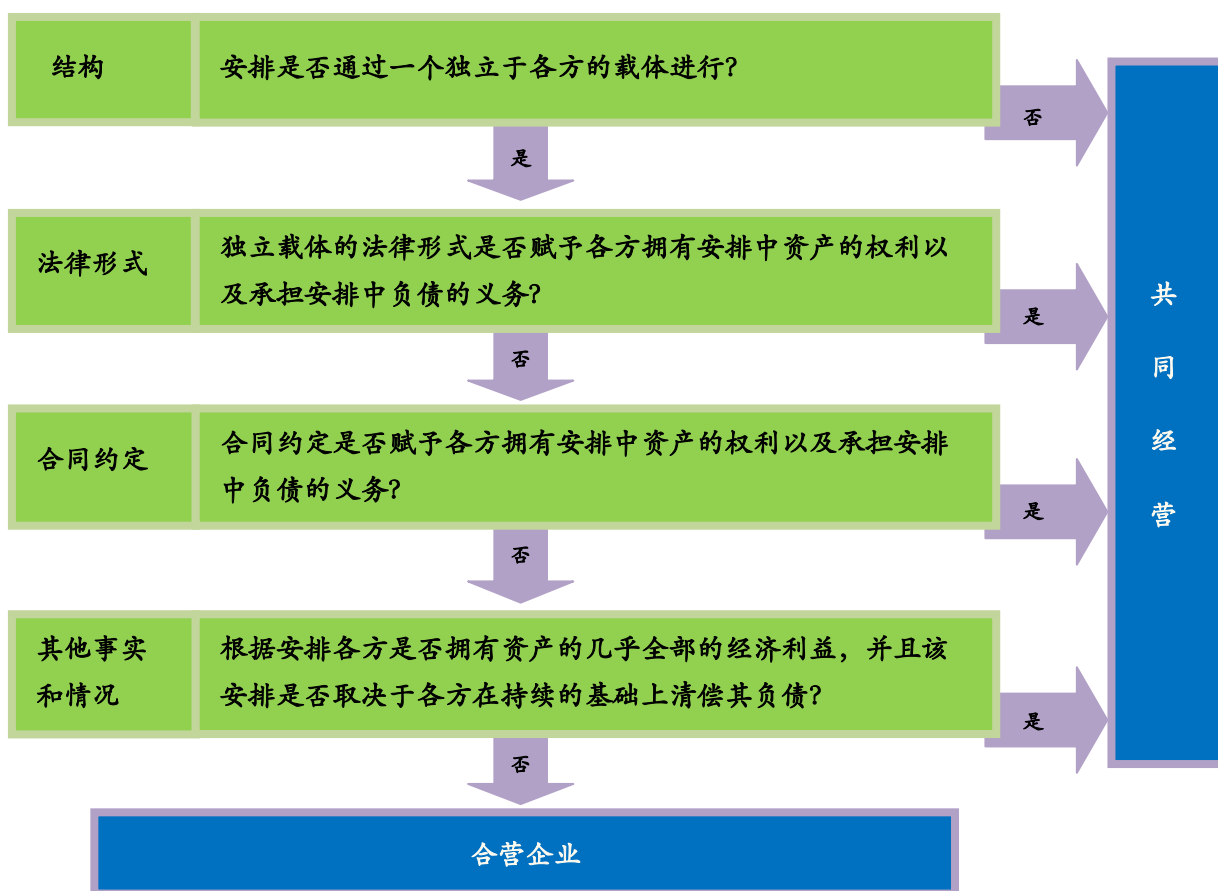 结构
安排是否通过一个独立于各方的载体进行?
否
是
法律形式
独立载体的法律形式是否赋予各方拥有安排中资产的权利以
及承担安排中负债的义务?
是
否
合同约定
合同约定是否赋予各方拥有安排中资产的权利以及承担安排
中负债的义务?
是
否
其他事实
和情况
根据安排各方是否拥有资产的几乎全部的经济利益，并且该
安排是否取决于各方在持续的基础上清偿其负债?
是
否
共
同
经
营
合营企业